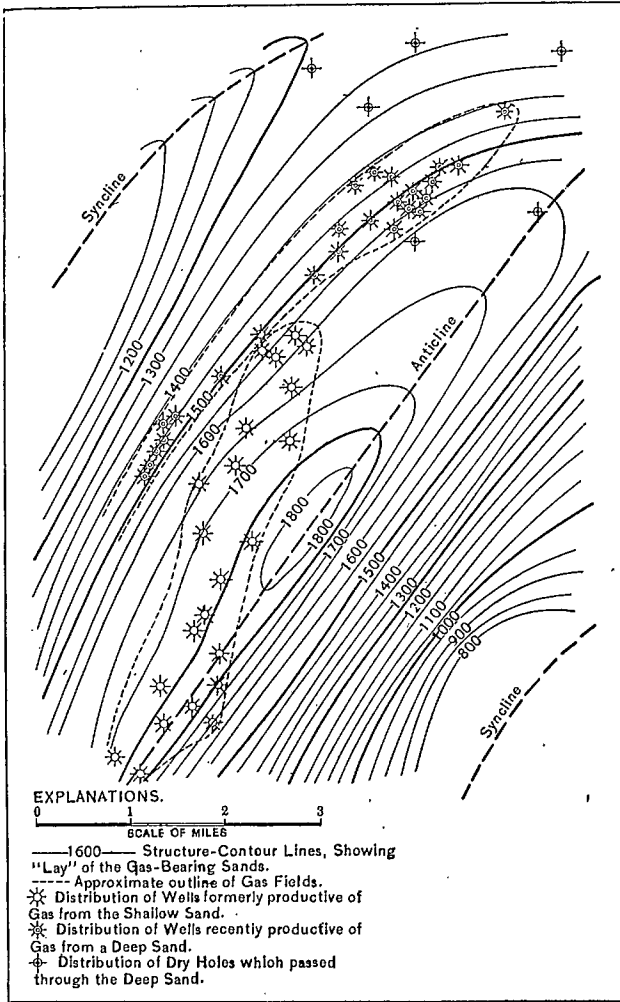 Syncline
Anticline
Syncline
1200
1300
1400
1500
1600
1700
1800
1800
1700
1600
1500
1400
1300
1200
1100
1000
900
800
EXPLANATIONS.
0 1 2 3
SCALE OF MILES
——1600—— Structure-Contour Lines, Showing
"Lay" of the Gas-Bearing Sands.
----- Approximate outline of Gas Fields.
Distribution of Wells formerly productive of
Gas from the Shallow Sand.
Distribution of Wells recently productive of
Gas from a Deep Sand.
Distribution of Dry Holes which passed
through the Deep Sand.